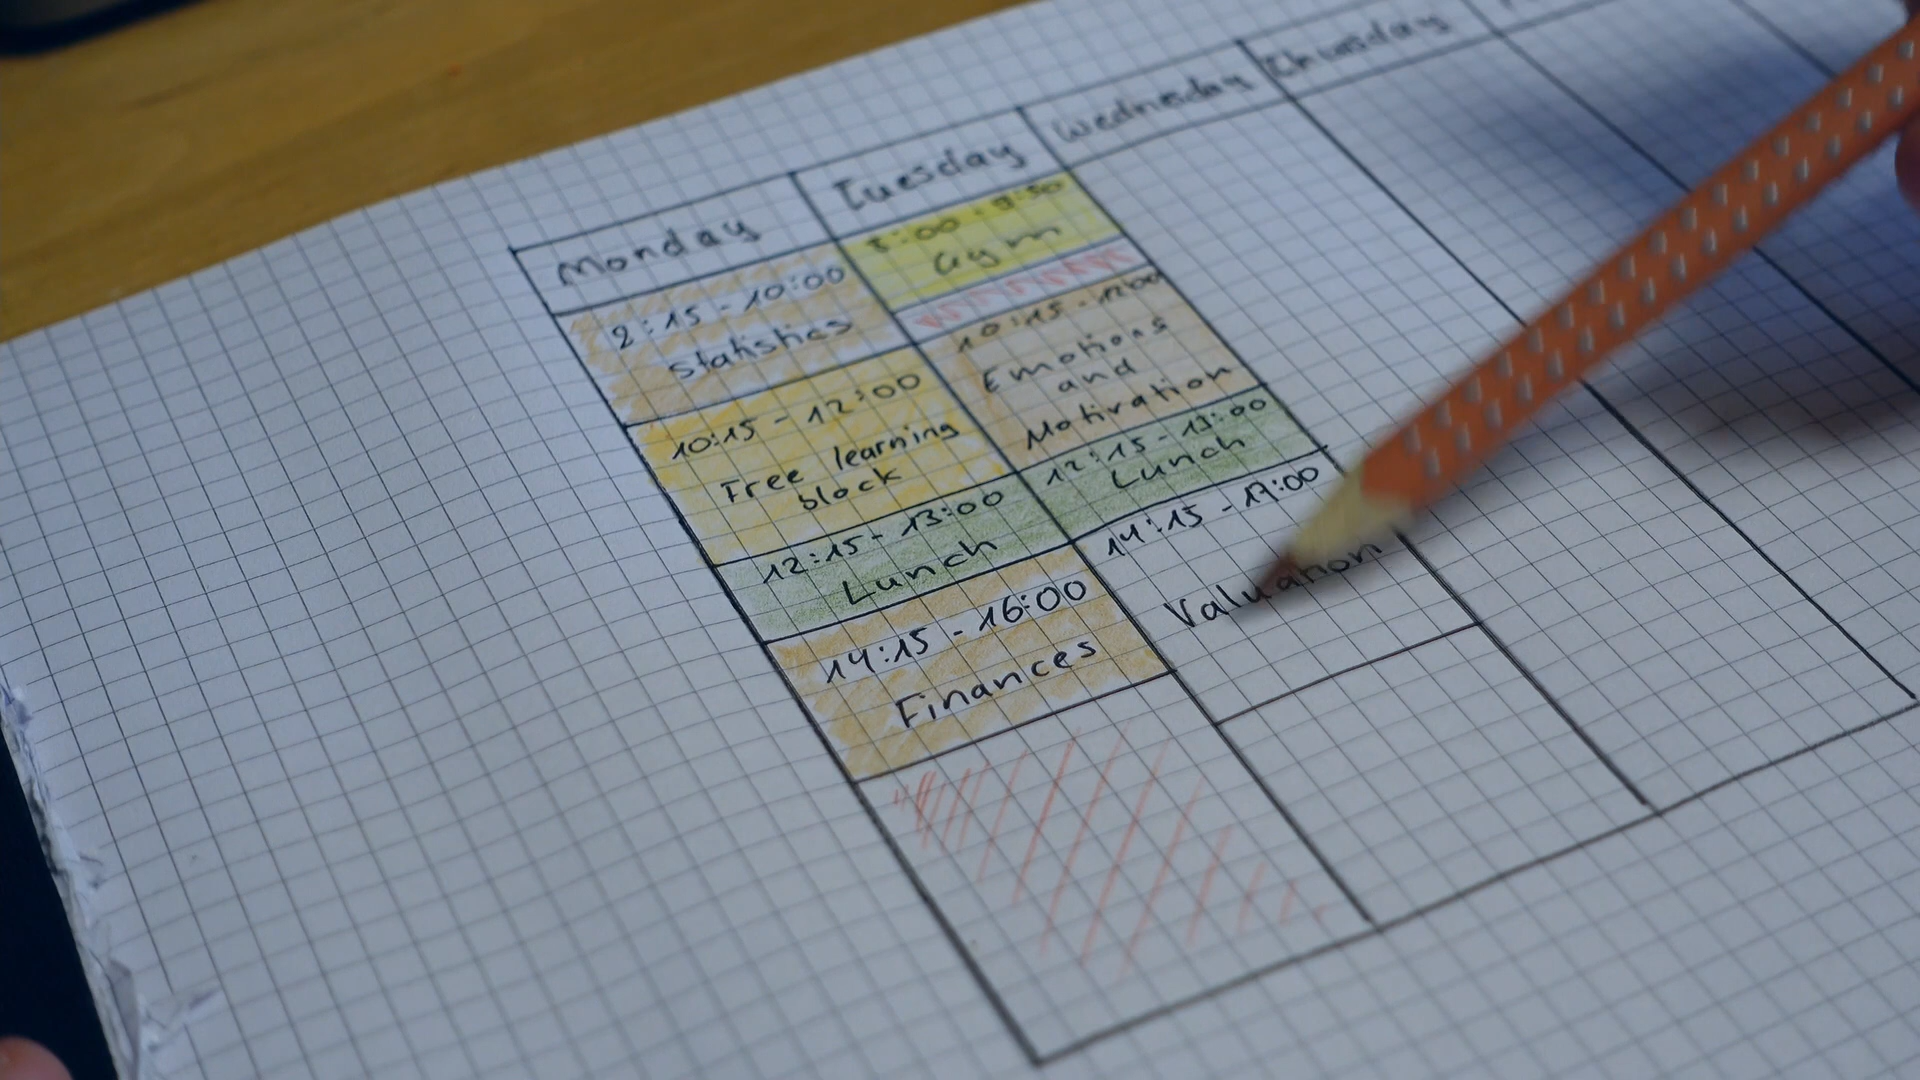 Monday
Tuesday
Wednesday
Thursday
8:15 - 10:00
Statistics
10:15 - 12:00
Free learning
block
12:15 - 13:00
Lunch
14:15 - 16:00
Finances
8:00 - 9:30
Gym
10:15 - 12:00
Emotions
and
Motivation
12:15 - 13:00
Lunch
14:15 - 17:00
Valuation